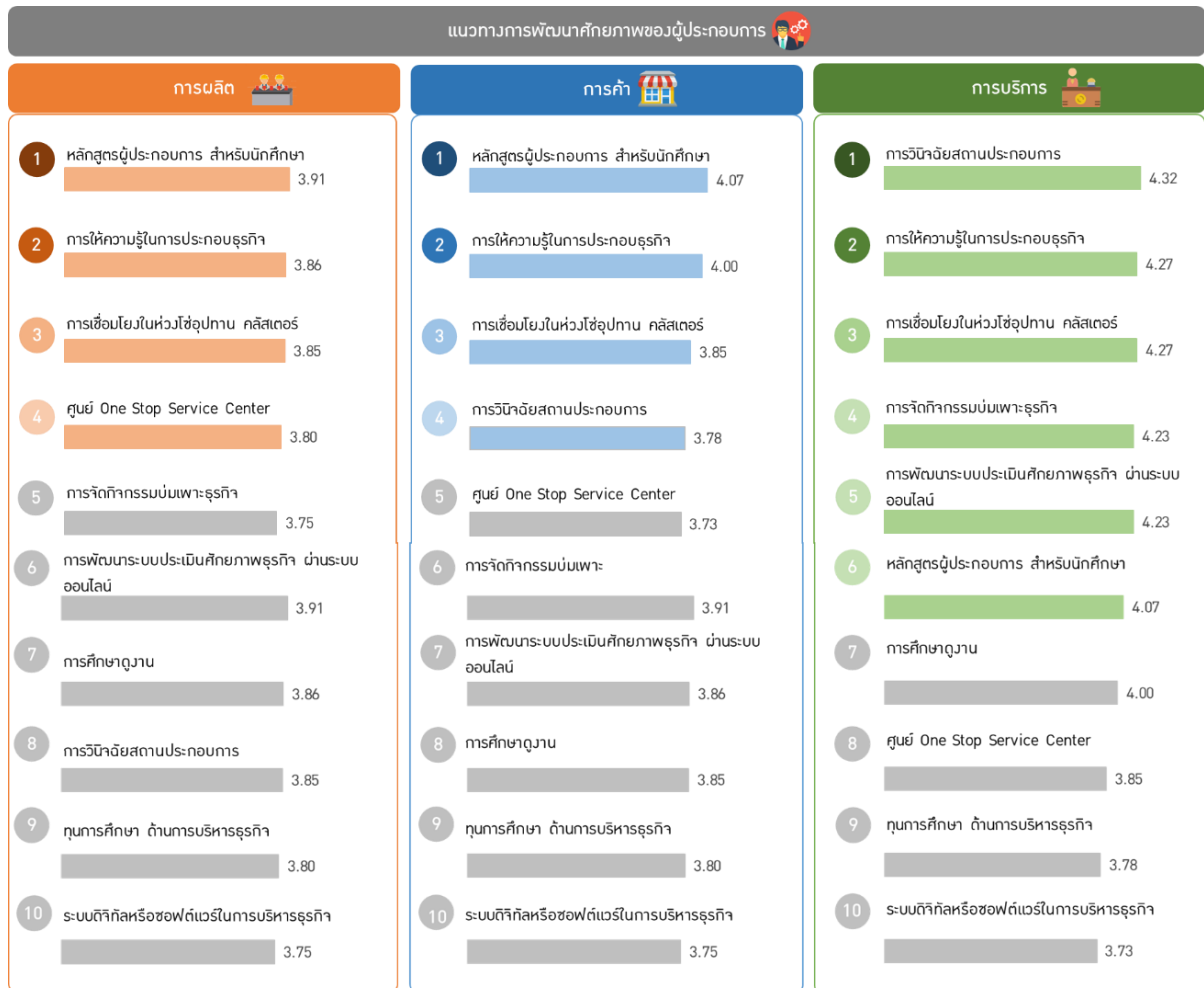 แนวทางการพัฒนาศักยภาพของผู้ประกอบการ
การผลิต
1
หลักสูตรผู้ประกอบการ สำหรับนักศึกษา
3.91
2
การให้ความรู้ในการประกอบธุรกิจ
3.86
3
การเชื่อมโยงในห่วงโซ่อุปทาน คลัสเตอร์
3.85
4
ศูนย์ One Stop Service Center
3.80
5
การจัดกิจกรรมบ่มเพาะธุรกิจ
3.75
6
การพัฒนาระบบประเมินศักยภาพธุรกิจ ผ่านระบบ
ออนไลน์
3.91
7
การศึกษาดูงาน
3.86
8
การวินิจฉัยสถานประกอบการ
3.85
9
ทุนการศึกษา ด้านการบริหารธุรกิจ
3.80
10
ระบบดิจิทัลหรือซอฟต์แวร์ในการบริหารธุรกิจ
3.75
การค้า
1
หลักสูตรผู้ประกอบการ สำหรับนักศึกษา
4.07
2
การให้ความรู้ในการประกอบธุรกิจ
4.00
3
การเชื่อมโยงในห่วงโซ่อุปทาน คลัสเตอร์
3.85
4
การวินิจฉัยสถานประกอบการ
3.78
5
ศูนย์ One Stop Service Center
3.73
6
การจัดกิจกรรมบ่มเพาะ
3.91
7
การพัฒนาระบบประเมินศักยภาพธุรกิจ ผ่านระบบ
ออนไลน์
3.86
8
การศึกษาดูงาน
3.85
9
ทุนการศึกษา ด้านการบริหารธุรกิจ
3.80
10
ระบบดิจิทัลหรือซอฟต์แวร์ในการบริหารธุรกิจ
3.75
การบริการ
1
การวินิจฉัยสถานประกอบการ
4.32
2
การให้ความรู้ในการประกอบธุรกิจ
4.27
3
การเชื่อมโยงในห่วงโซ่อุปทาน คลัสเตอร์
4.27
4
การจัดกิจกรรมบ่มเพาะธุรกิจ
4.23
5
การพัฒนาระบบประเมินศักยภาพธุรกิจ ผ่านระบบ
ออนไลน์
4.23
6
หลักสูตรผู้ประกอบการ สำหรับนักศึกษา
4.07
7
การศึกษาดูงาน
4.00
8
ศูนย์ One Stop Service Center
3.85
9
ทุนการศึกษา ด้านการบริหารธุรกิจ
3.78
10
ระบบดิจิทัลหรือซอฟต์แวร์ในการบริหารธุรกิจ
3.73